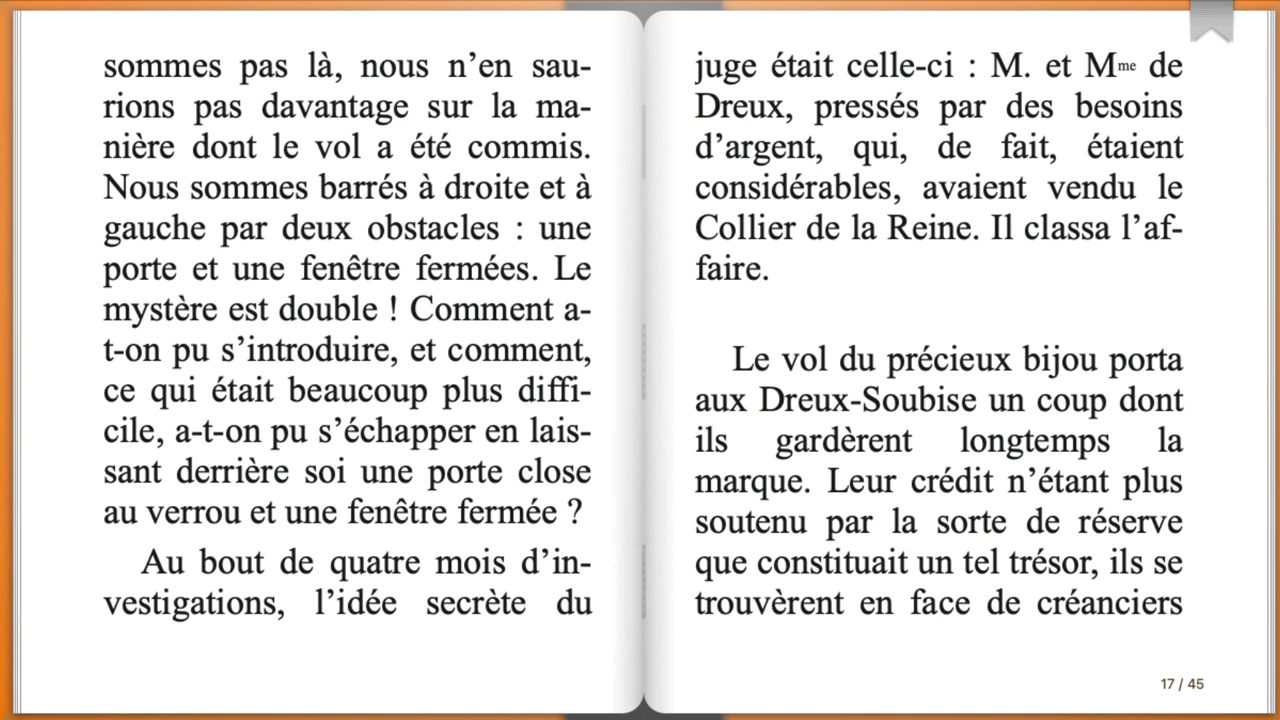 sommes pas là, nous n’en sau-
rions pas davantage sur la ma-
nière dont le vol a été commis.
Nous sommes barrés à droite et à
gauche par deux obstacles : une
porte et une fenêtre fermées. Le
mystère est double ! Comment a-
t-on pu s’introduire, et comment,
ce qui était beaucoup plus diffi-
cile, a-t-on pu s’échapper en lais-
sant derrière soi une porte close
au verrou et une fenêtre fermée ?
Au bout de quatre mois d’in-
vestigations, l’idée secrète du
juge était celle-ci : M. et Mme de
Dreux, pressés par des besoins
d’argent, qui, de fait, étaient
considérables, avaient vendu le
Collier de la Reine. Il classa l’af-
faire.
Le vol du précieux bijou porta
aux Dreux-Soubise un coup dont
ils gardèrent longtemps la
marque. Leur crédit n’étant plus
soutenu par la sorte de réserve
que constituait un tel trésor, ils se
trouvèrent en face de créanciers
17 / 45